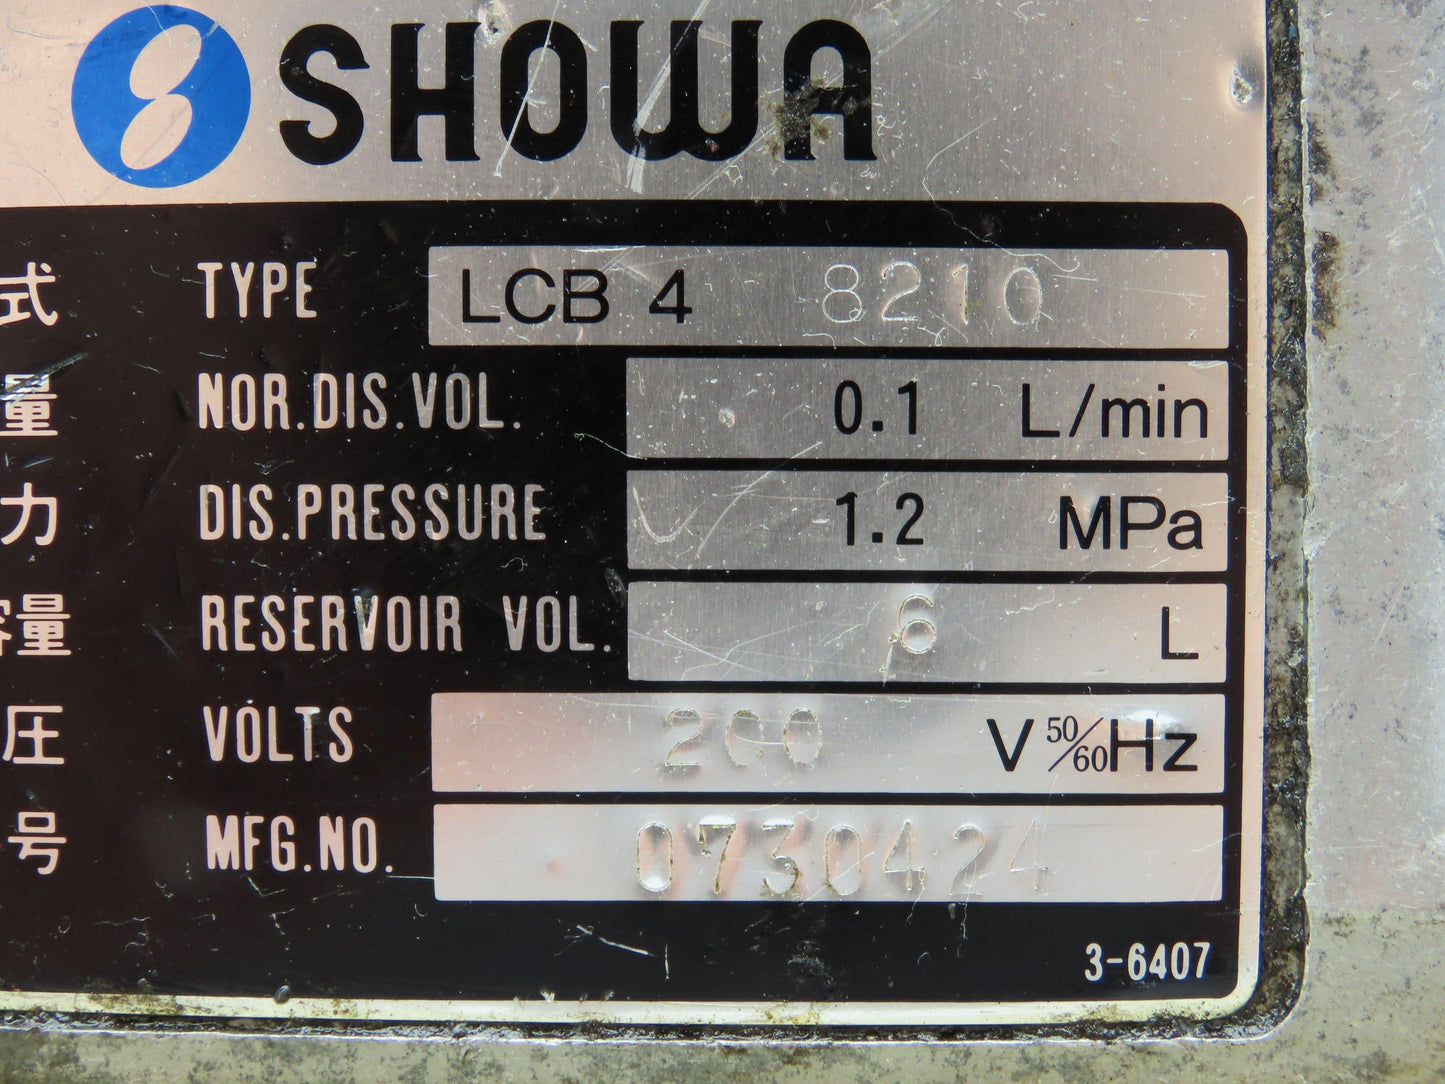 SHOWA
式 TYPE LCB 4 8210
量 NOR.DIS.VOL. 0.1 L/min
力 DIS.PRESSURE 1.2 MPa
容量 RESERVOIR VOL. 6 L
圧 VOLTS 200 V 50/60Hz
号 MFG.NO. 0730424
3-6407